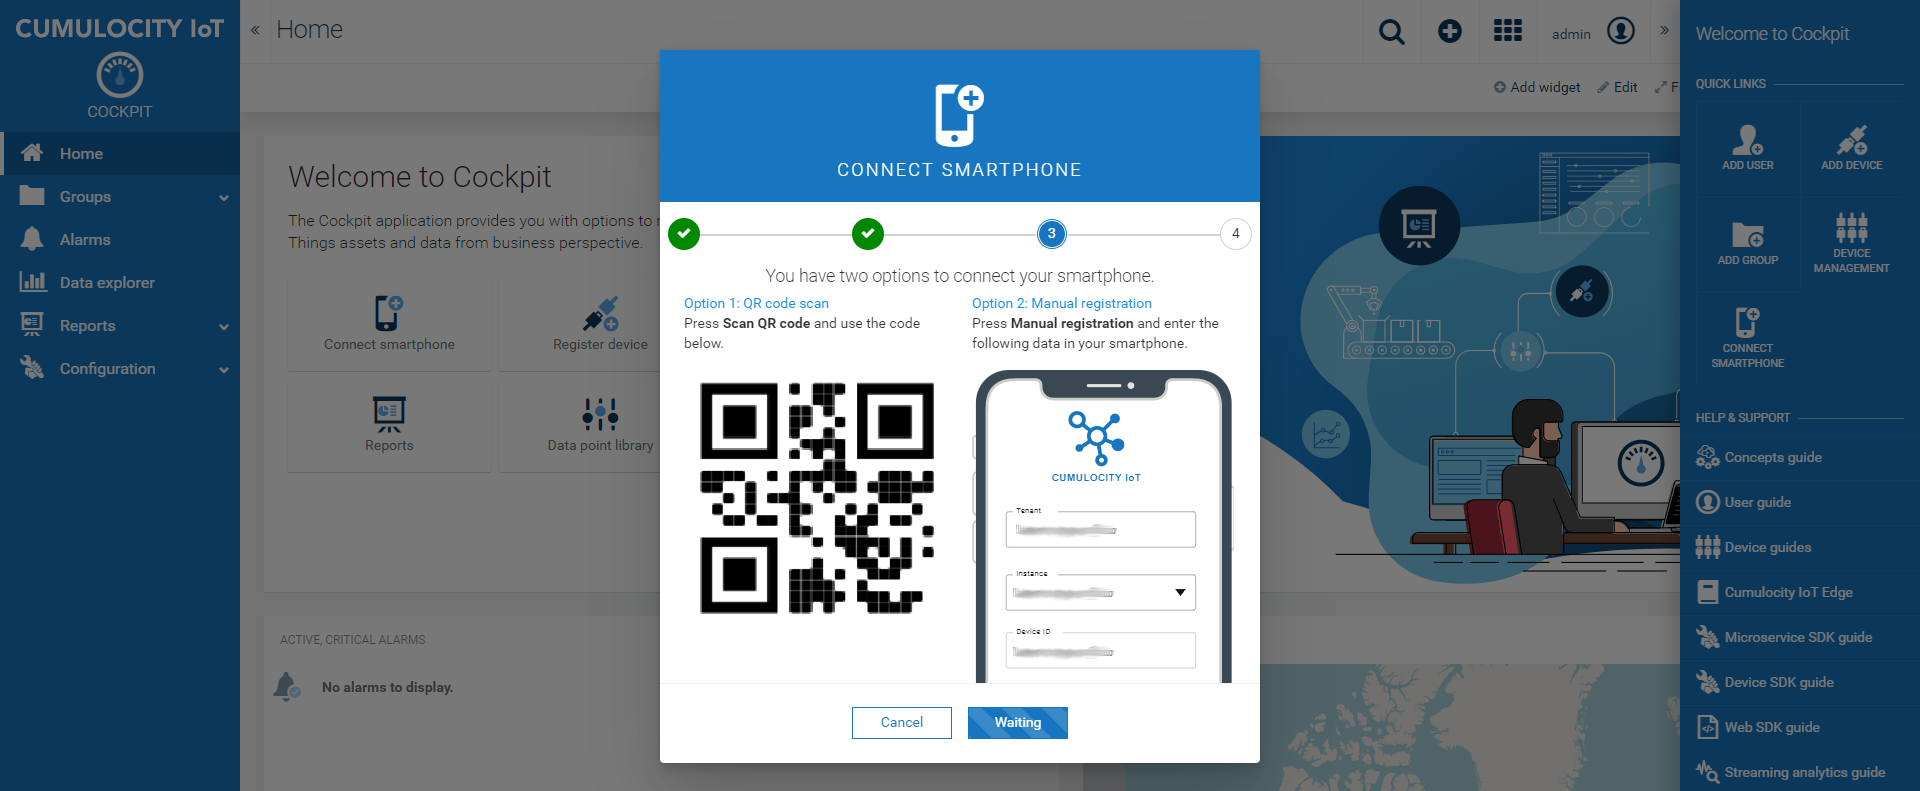 CUMULOCITY IoT
COCKPIT
Home
Groups
Alarms
Data explorer
Reports
Configuration
Home
admin
Add widget
Edit
F
Welcome to Cockpit
The Cockpit application provides you with options to
Things assets and data from business perspective.
Connect smartphone
Register device
Reports
Data point library
ACTIVE, CRITICAL ALARMS
No alarms to display.
CONNECT SMARTPHONE
3
4
You have two options to connect your smartphone.
Option 1: QR code scan
Press Scan QR code and use the code
below.
Option 2: Manual registration
Press Manual registration and enter the
following data in your smartphone.
CUMULOCITY IoT
Tenant
Instance
Device ID
Cancel
Waiting
Welcome to Cockpit
QUICK LINKS
ADD USER
ADD DEVICE
ADD GROUP
DEVICE
MANAGEMENT
CONNECT
SMARTPHONE
HELP & SUPPORT
Concepts guide
User guide
Device guides
Cumulocity IoT Edge
Microservice SDK guide
Device SDK guide
Web SDK guide
Streaming analytics guide